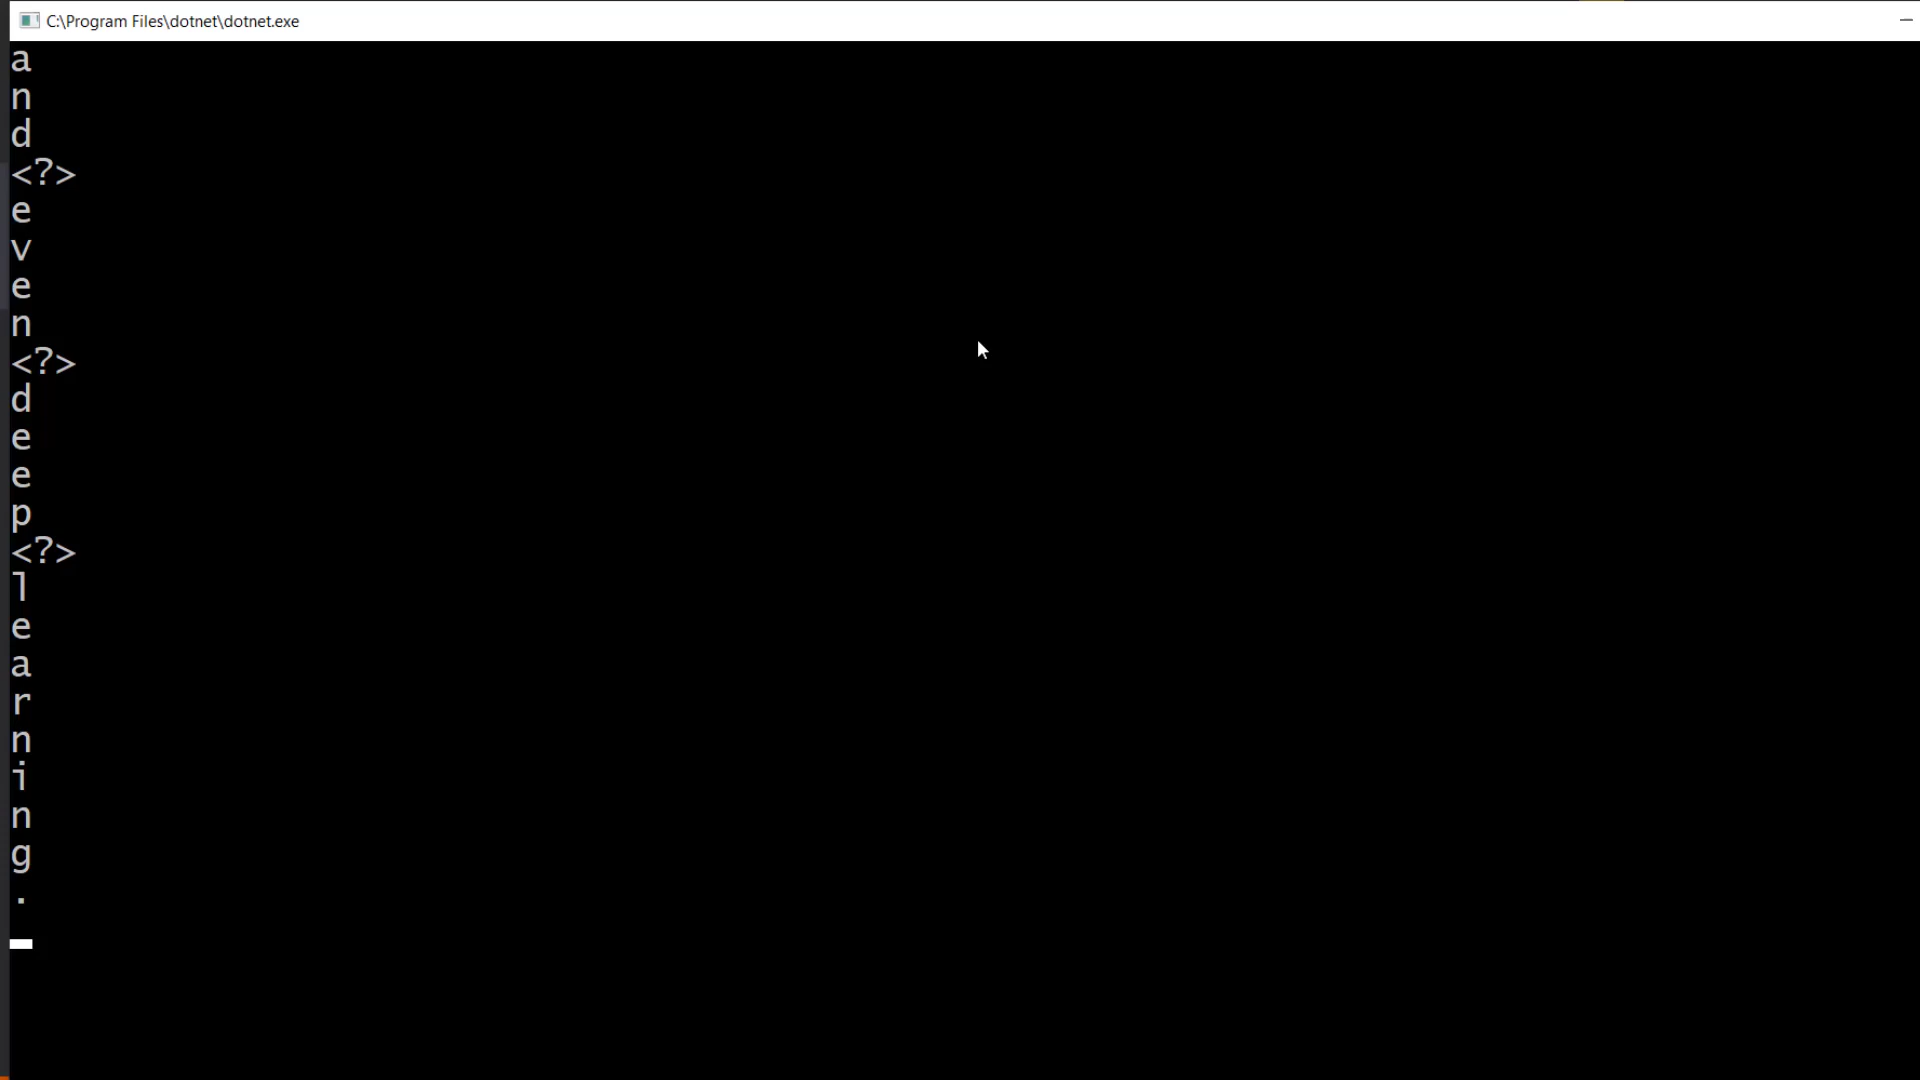 C:\Program Files\dotnet\dotnet.exe
a
n
d
<?>
e
v
e
n
<?>
d
e
e
p
<?>
l
e
a
r
n
i
n
g
.